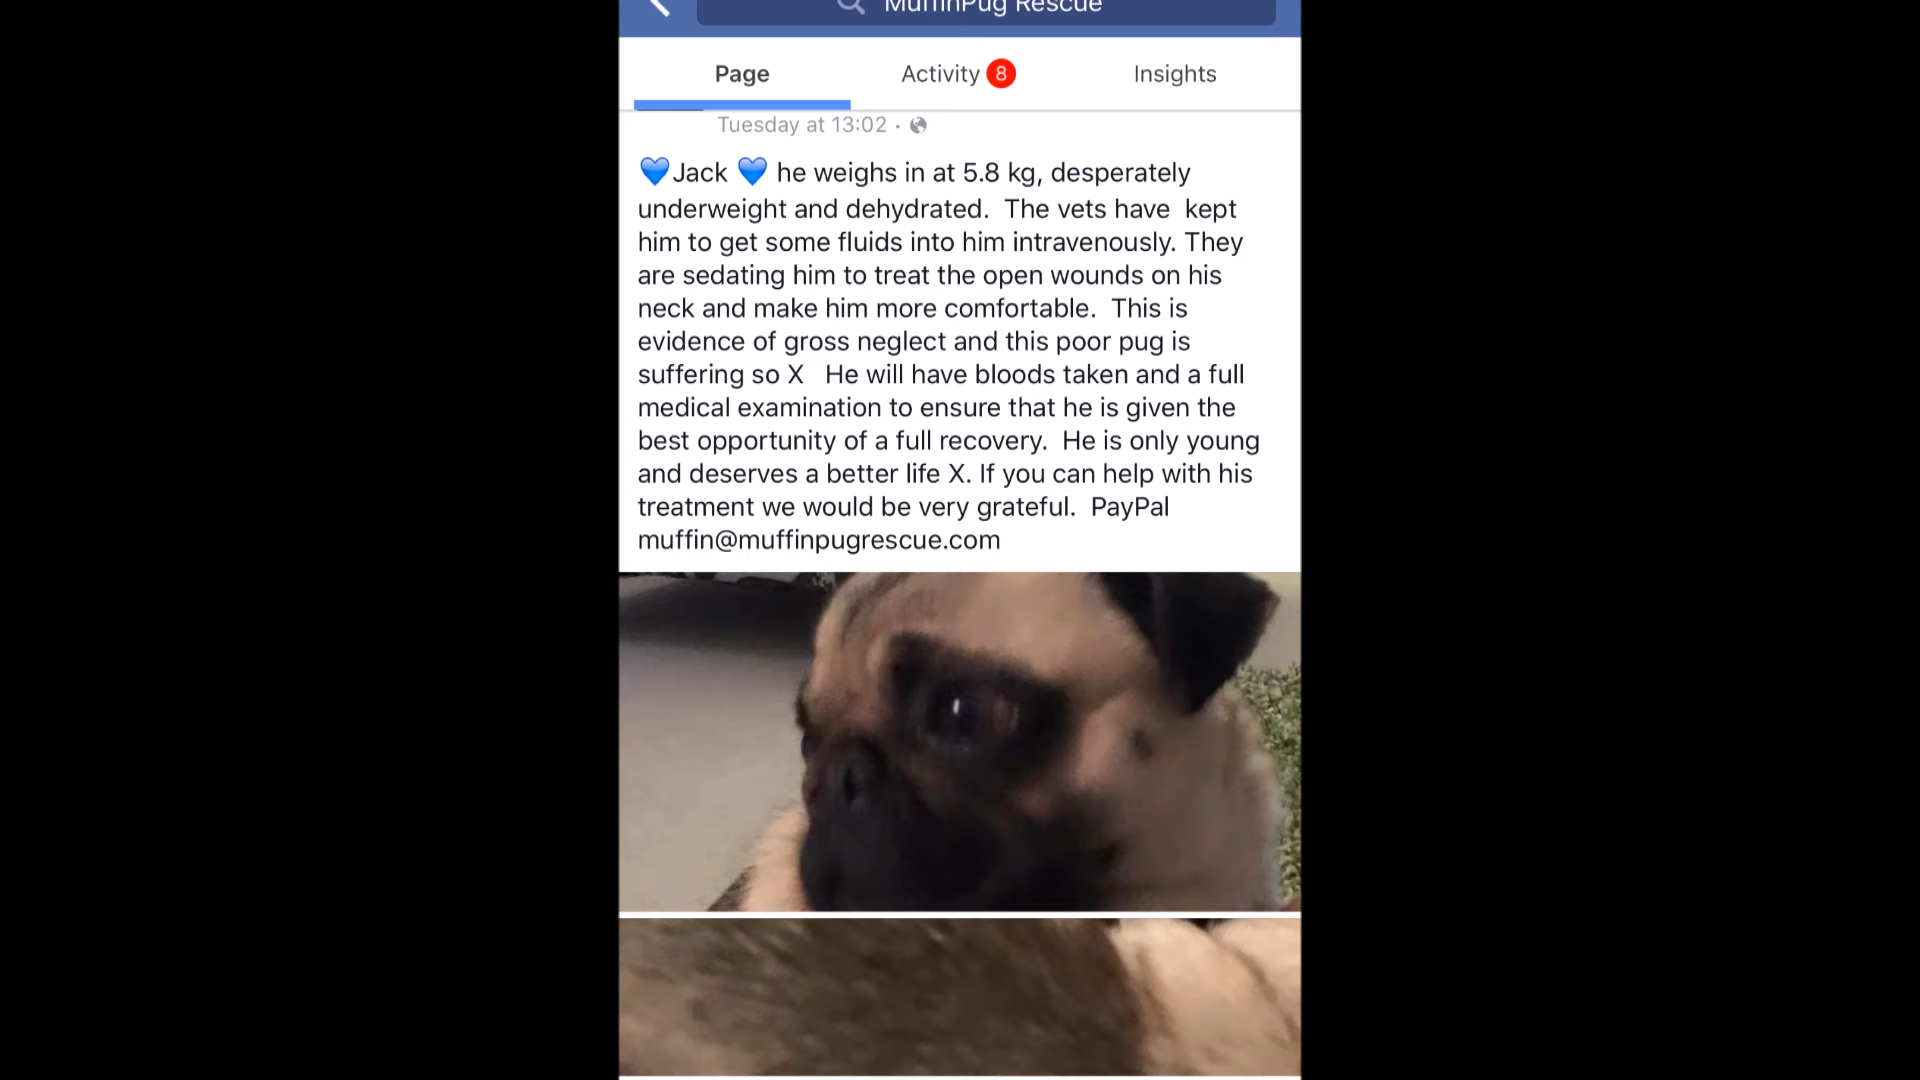 MuffinPug Rescue
Page
Activity 8
Insights
Tuesday at 13:02 ·
💙Jack 💙 he weighs in at 5.8 kg, desperately
underweight and dehydrated.  The vets have  kept
him to get some fluids into him intravenously. They
are sedating him to treat the open wounds on his
neck and make him more comfortable.  This is
evidence of gross neglect and this poor pug is
suffering so X   He will have bloods taken and a full
medical examination to ensure that he is given the
best opportunity of a full recovery.  He is only young
and deserves a better life X. If you can help with his
treatment we would be very grateful.  PayPal
muffin@muffinpugrescue.com